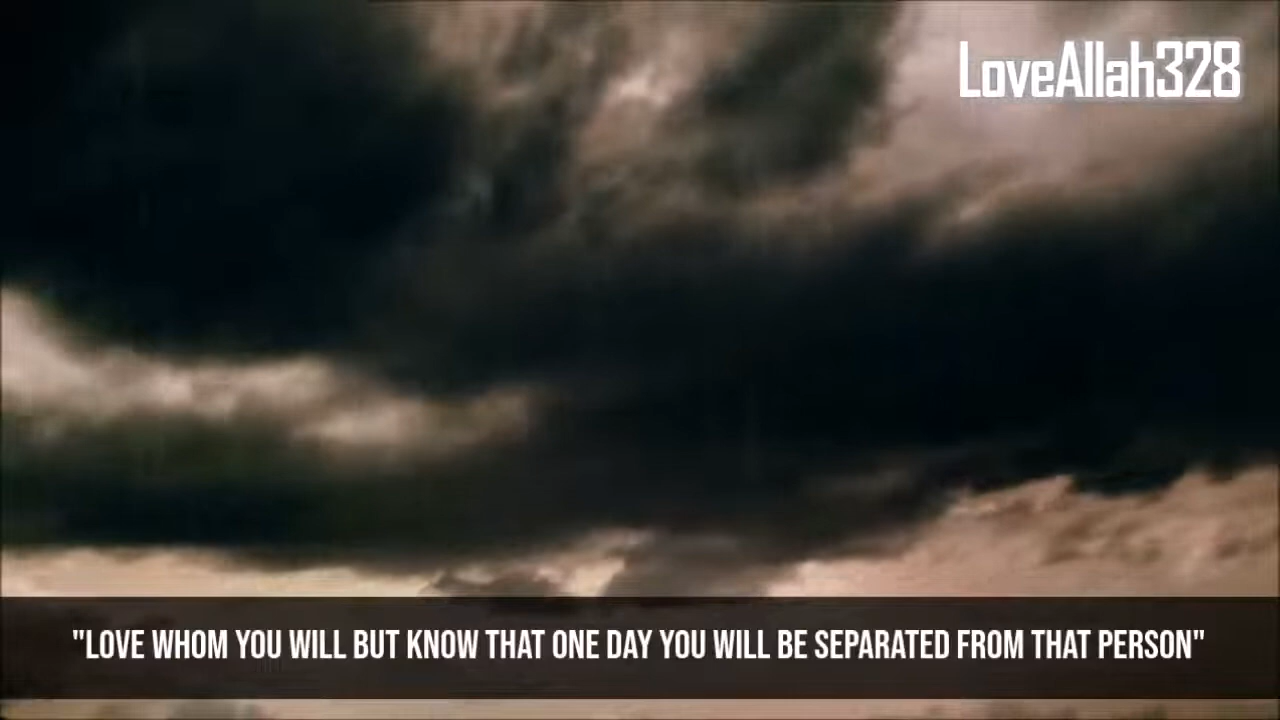 LoveAllah328
"LOVE WHOM YOU WILL BUT KNOW THAT ONE DAY YOU WILL BE SEPARATED FROM THAT PERSON"